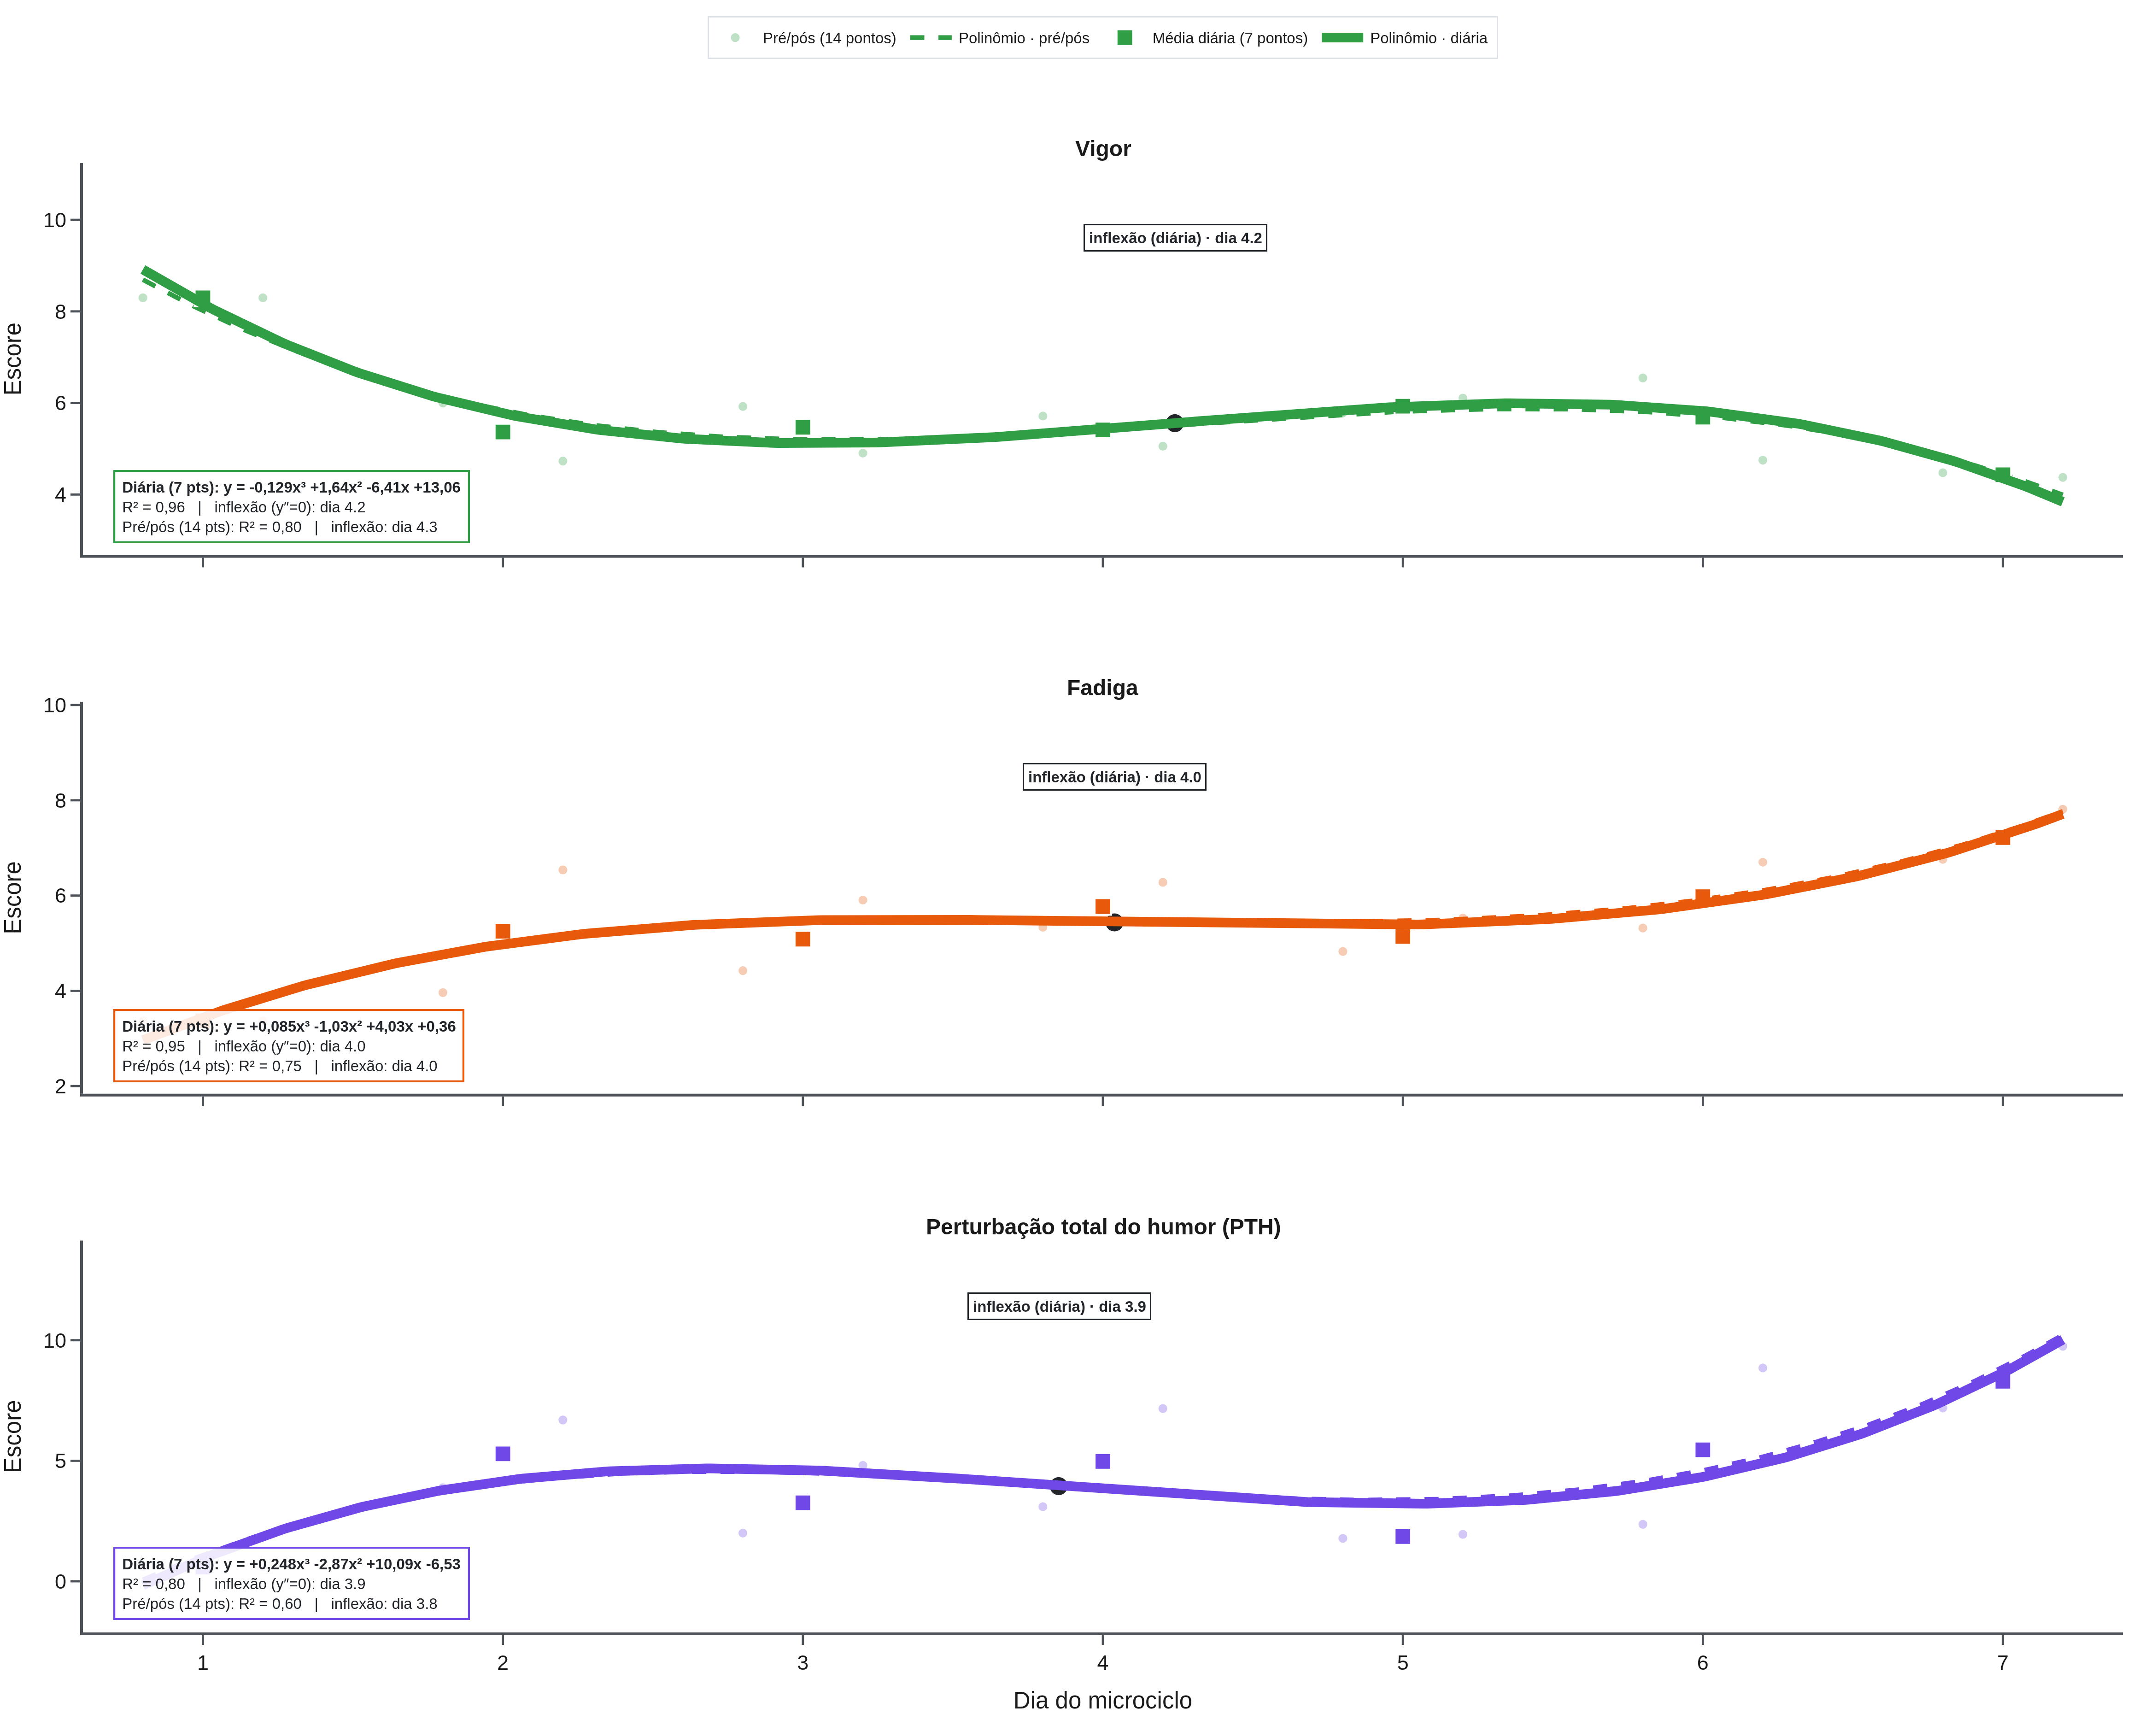 Pré/pós (14 pontos) Polinômio · pré/pós Média diária (7 pontos) Polinômio · diária
Vigor
Escore
10
8
6
4
inflexão (diária) · dia 4.2
Diária (7 pts): y = -0,129x³ +1,64x² -6,41x +13,06
R² = 0,96 | inflexão (y″=0): dia 4.2
Pré/pós (14 pts): R² = 0,80 | inflexão: dia 4.3
Fadiga
Escore
10
8
6
4
2
inflexão (diária) · dia 4.0
Diária (7 pts): y = +0,085x³ -1,03x² +4,03x +0,36
R² = 0,95 | inflexão (y″=0): dia 4.0
Pré/pós (14 pts): R² = 0,75 | inflexão: dia 4.0
Perturbação total do humor (PTH)
Escore
10
5
0
inflexão (diária) · dia 3.9
Diária (7 pts): y = +0,248x³ -2,87x² +10,09x -6,53
R² = 0,80 | inflexão (y″=0): dia 3.9
Pré/pós (14 pts): R² = 0,60 | inflexão: dia 3.8
1 2 3 4 5 6 7
Dia do microciclo